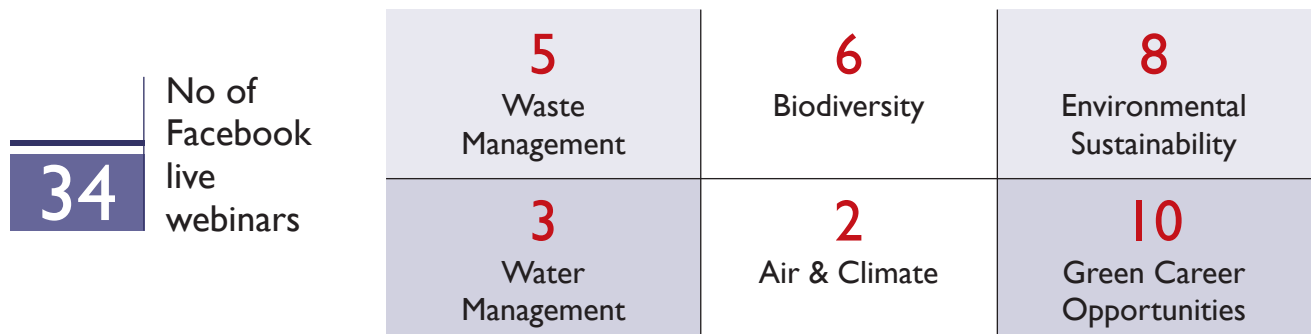 34
No of
Facebook
live
webinars
5
Waste
Management
6
Biodiversity
8
Environmental
Sustainability
3
Water
Management
2
Air & Climate
10
Green Career
Opportunities